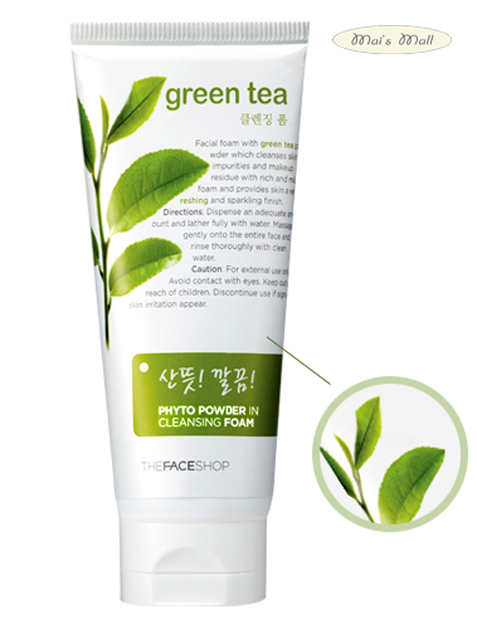 Mai's Mall
green tea
클렌징 폼
Facial foam with green tea
wder which cleanses skin
impurities and makeup
residue with rich and
foam and provides skin a
reshing and sparkling finish.
Directions: Dispense an adequate
ount and lather fully with water. Massage
gently onto the entire face and
rinse thoroughly with clean
water.
Caution: For external use only
Avoid contact with eyes. Keep out
reach of children. Discontinue use if
skin irritation appear.
산뜻! 깔끔!
PHYTO POWDER IN
CLEANSING FOAM
THEFACESHOP